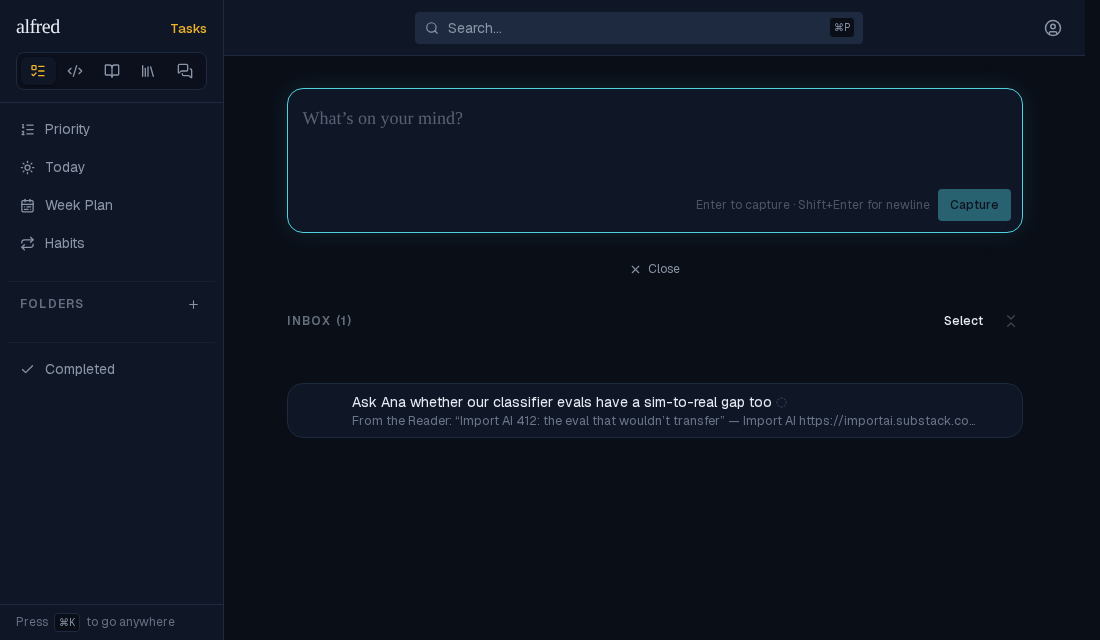 alfred
Tasks
Search...
⌘P
Priority
Today
Week Plan
Habits
FOLDERS
Completed
Press ⌘K to go anywhere
What’s on your mind?
Enter to capture · Shift+Enter for newline
Capture
Close
INBOX (1)
Select
Ask Ana whether our classifier evals have a sim-to-real gap too
From the Reader: “Import AI 412: the eval that wouldn’t transfer” — Import AI https://importai.substack.co...